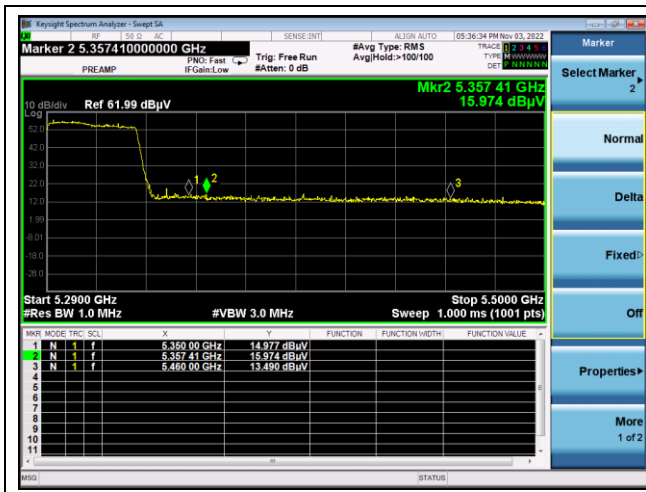 Keysight Spectrum Analyzer - Swept SA
RF 50 Ω AC SENSE:INT ALIGN AUTO 05:36:34 PM Nov 03, 2022
Marker 2 5.357410000000 GHz
PREAMP
PNO: Fast
IFGain:Low
Trig: Free Run
#Atten: 0 dB
#Avg Type: RMS
Avg|Hold:>100/100
TRACE 1 2 3 4 5 6
TYPE M WWWWW
DET P NNNNN
Mkr2 5.357 41 GHz
15.974 dBµV
10 dB/div Ref 61.99 dBµV
Log
52.0
42.0
32.0
22.0
12.0
1.99
-8.01
-18.0
-28.0
1
2
3
Start 5.2900 GHz Stop 5.5000 GHz
#Res BW 1.0 MHz #VBW 3.0 MHz Sweep 1.000 ms (1001 pts)
MKR MODE TRC SCL X Y FUNCTION FUNCTION WIDTH FUNCTION VALUE
1 N 1 f 5.350 00 GHz 14.977 dBµV
2 N 1 f 5.357 41 GHz 15.974 dBµV
3 N 1 f 5.460 00 GHz 13.490 dBµV
4
5
6
7
8
9
10
11
MSG STATUS
Marker
Select Marker
2
Normal
Delta
Fixed
Off
Properties
More
1 of 2